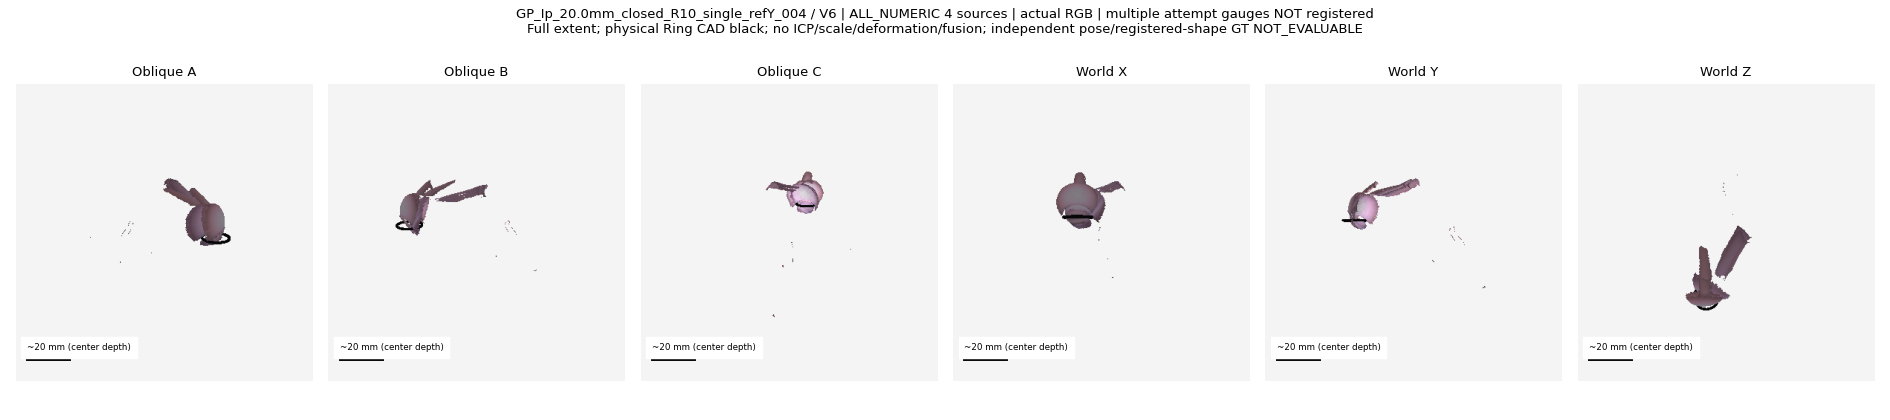 GP_Ip_20.0mm_closed_R10_single_refY_004 / V6 | ALL_NUMERIC 4 sources | actual RGB | multiple attempt gauges NOT registered
Full extent; physical Ring CAD black; no ICP/scale/deformation/fusion; independent pose/registered-shape GT NOT_EVALUABLE
Oblique A
Oblique B
Oblique C
World X
World Y
World Z
~20 mm (center depth)
~20 mm (center depth)
~20 mm (center depth)
~20 mm (center depth)
~20 mm (center depth)
~20 mm (center depth)